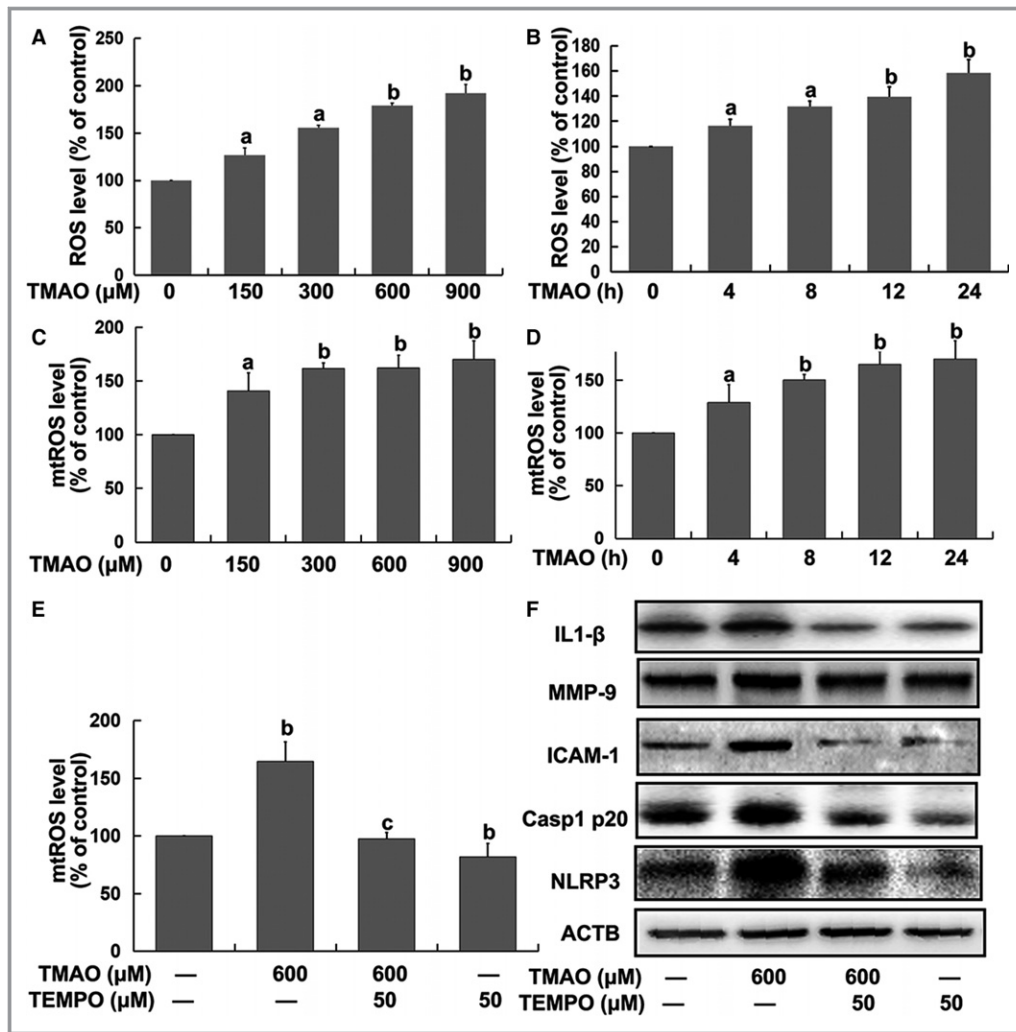 A
ROS level (% of control)
250
200
150
100
50
0
a
a
b
b
TMAO (µM) 0 150 300 600 900
B
ROS level (% of control)
180
160
140
120
100
80
60
40
20
0
a
a
b
b
TMAO (h) 0 4 8 12 24
C
mtROS level
(% of control)
200
150
100
50
0
a
b
b
b
TMAO (µM) 0 150 300 600 900
D
mtROS level
(% of control)
150
100
50
0
a
b
b
b
TMAO (h) 0 4 8 12 24
E
mtROS level
(% of control)
200
150
100
50
0
b
c
b
TMAO (µM) — 600 600 —
TEMPO (µM) — — 50 50
F
IL1-β
MMP-9
ICAM-1
Casp1 p20
NLRP3
ACTB
TMAO (µM) — 600 600 —
TEMPO (µM) — — 50 50